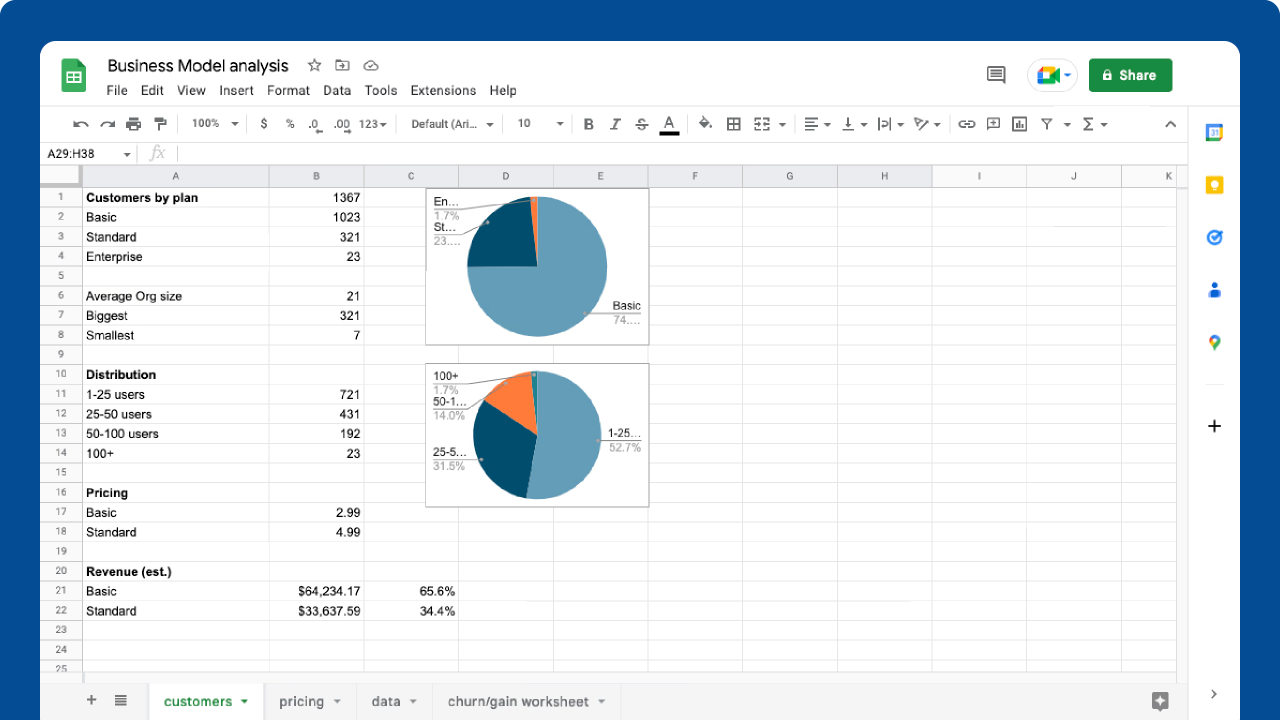 Business Model analysis
File Edit View Insert Format Data Tools Extensions Help
Share
100% $ % .0 .00 123 Default (Ari... 10 B I S A
31
A29:H38 fx
A B C D E F G H I J K
1 Customers by plan 1367
2 Basic 1023
3 Standard 321
4 Enterprise 23
5
6 Average Org size 21
7 Biggest 321
8 Smallest 7
9
10 Distribution
11 1-25 users 721
12 25-50 users 431
13 50-100 users 192
14 100+ 23
15
16 Pricing
17 Basic 2.99
18 Standard 4.99
19
20 Revenue (est.)
21 Basic $64,234.17 65.6%
22 Standard $33,637.59 34.4%
23
24
25
En...
1.7%
St...
23....
Basic
74....
100+
1.7%
50-1...
14.0%
1-25...
52.7%
25-5...
31.5%
customers pricing data churn/gain worksheet